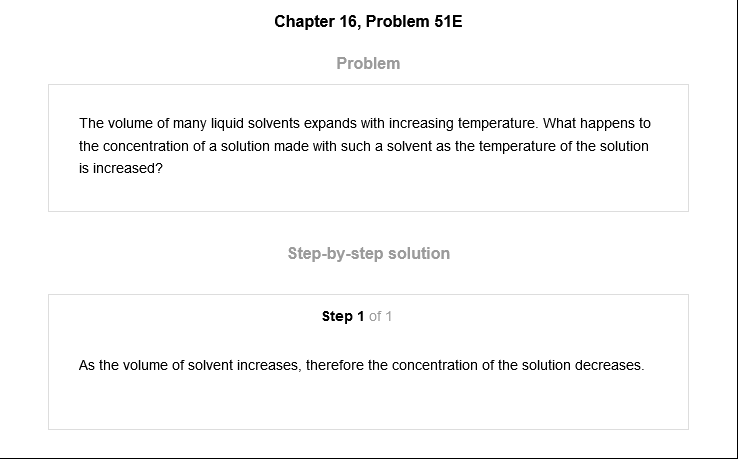 Chapter 16, Problem 51E
Problem
The volume of many liquid solvents expands with increasing temperature. What happens to
the concentration of a solution made with such a solvent as the temperature of the solution
is increased?
Step-by-step solution
Step 1 of 1
As the volume of solvent increases, therefore the concentration of the solution decreases.